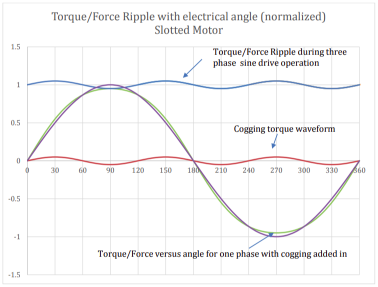 Torque/Force Ripple with electrical angle (normalized)
Slotted Motor
1.5
Torque/Force Ripple during three
phase sine drive operation
1
0.5
Cogging torque waveform
0
0 30 60 90 120 150 180 210 240 270 300 330 360
-0.5
-1
Torque/Force versus angle for one phase with cogging added in
-1.5